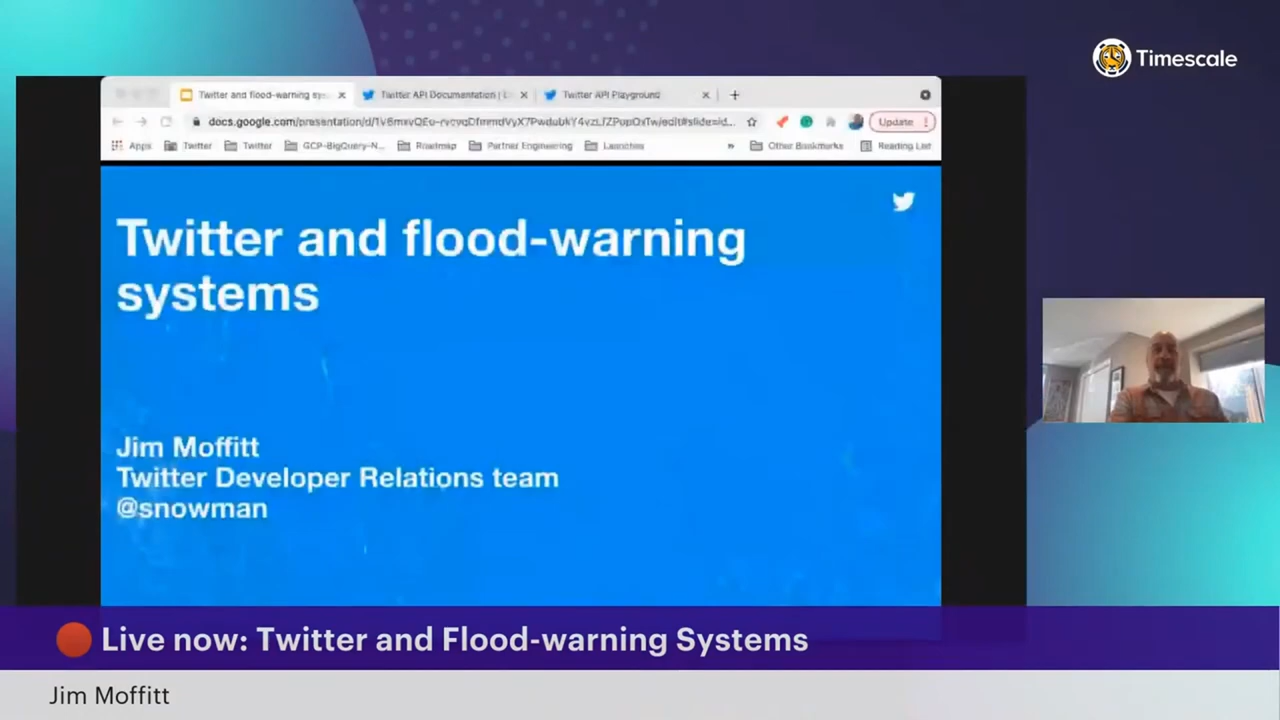 Timescale
Twitter and flood-warning sys...
Twitter API Documentation |
Twitter API Playground
Update
Apps
Twitter
Twitter
GCP-BigQuery-N...
Roadmap
Partner Engineering
Launches
»
Other Bookmarks
Reading List
Twitter and flood-warning
systems
Jim Moffitt
Twitter Developer Relations team
@snowman
Live now: Twitter and Flood-warning Systems
Jim Moffitt